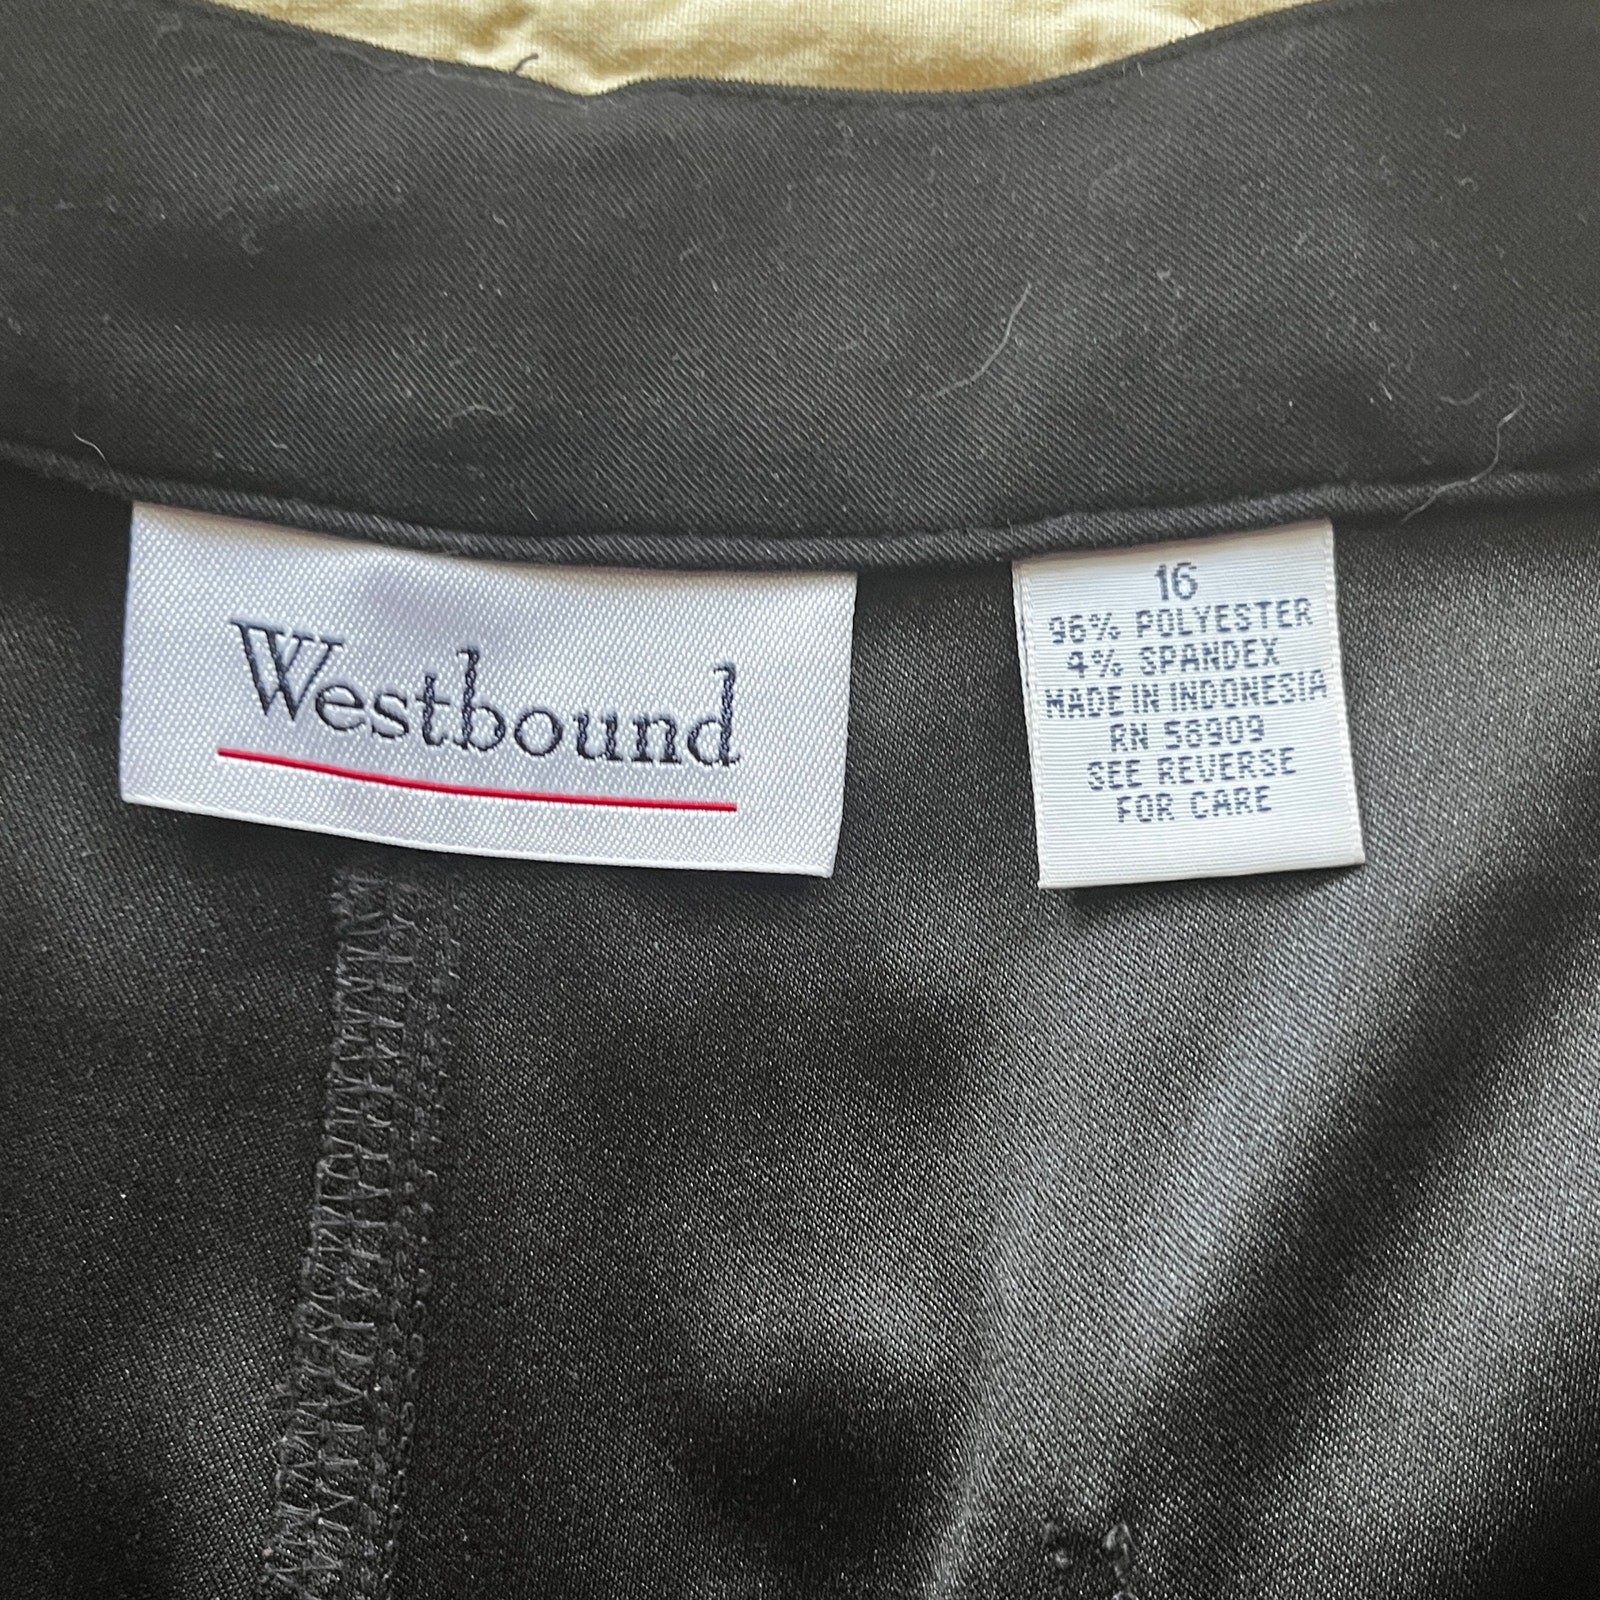 Westbound
16
96% POLYESTER
4% SPANDEX
MADE IN INDONESIA
RN 58909
SEE REVERSE
FOR CARE